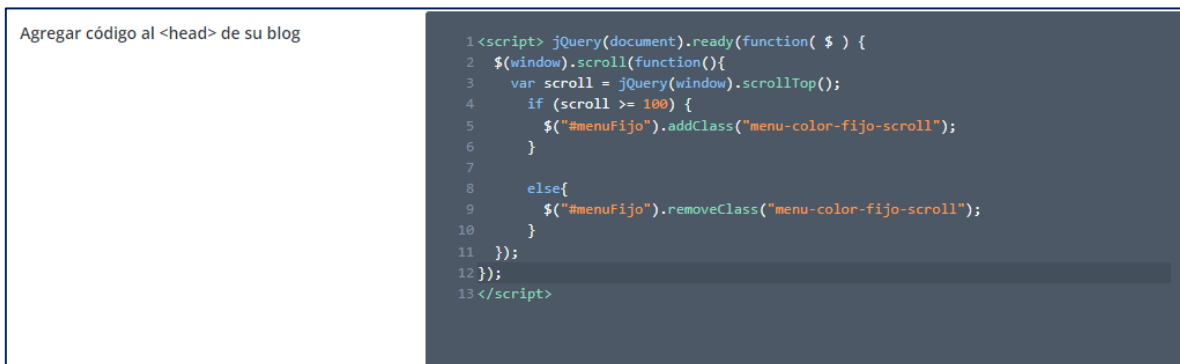 Agregar código al <head> de su blog
1 <script> jQuery(document).ready(function( $ ) {
2   $(window).scroll(function(){
3     var scroll = jQuery(window).scrollTop();
4       if (scroll >= 100) {
5         $("#menuFijo").addClass("menu-color-fijo-scroll");
6       }
7
8       else{
9         $("#menuFijo").removeClass("menu-color-fijo-scroll");
10       }
11   });
12 });
13 </script>